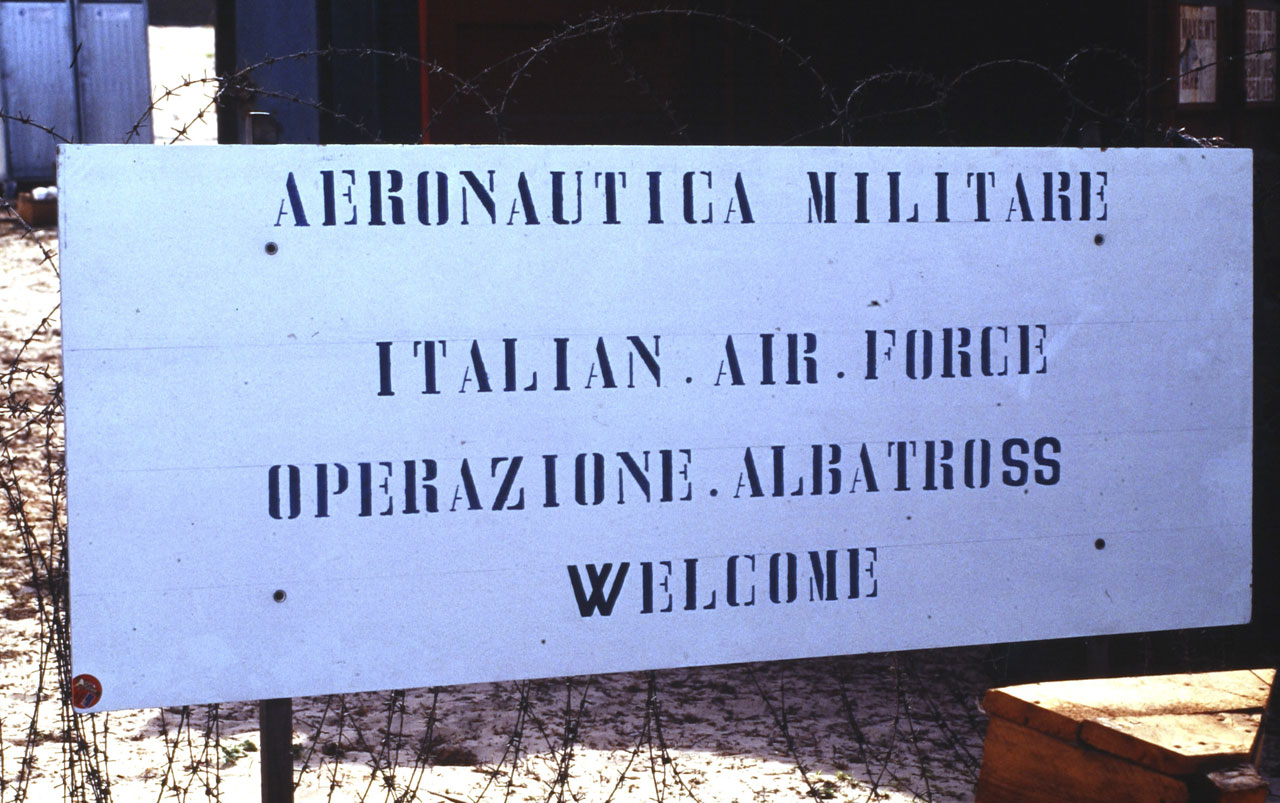 AERONAUTICA MILITARE
ITALIAN . AIR . FORCE
OPERAZIONE . ALBATROSS
WELCOME